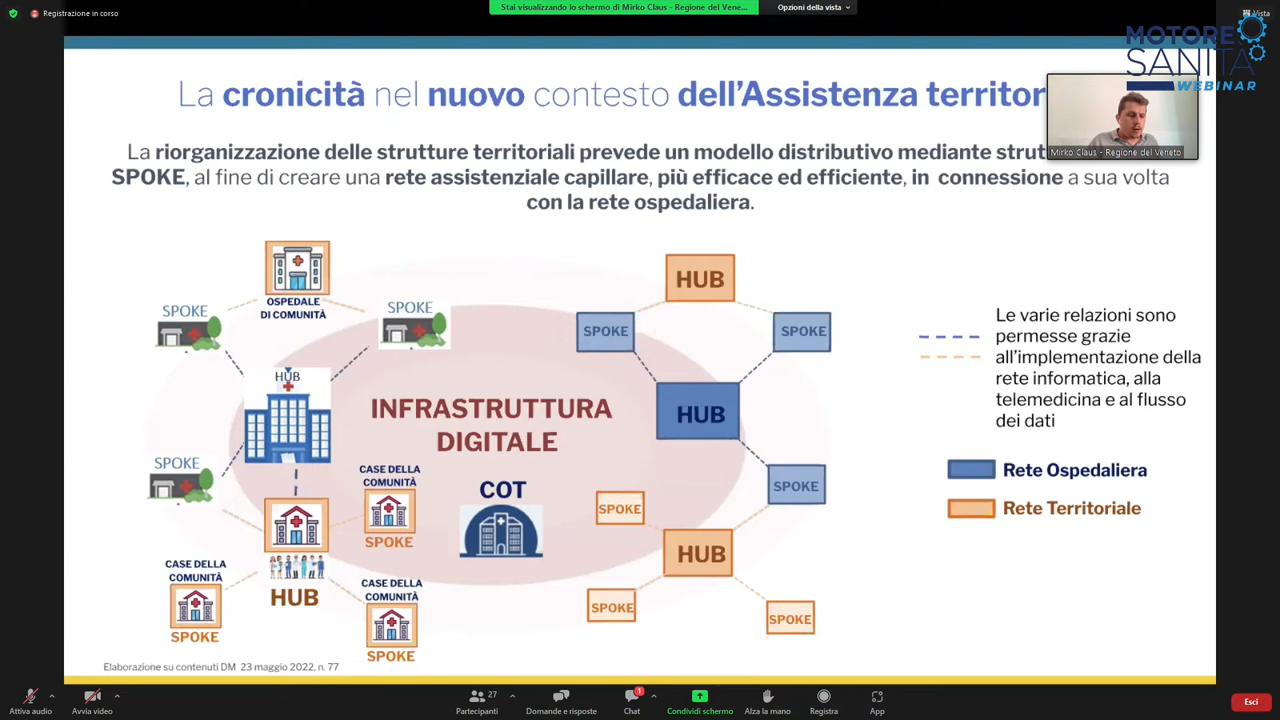 Registrazione in corso
Stai visualizzando lo schermo di Mirko Claus - Regione del Vene...
Opzioni della vista
Vista
MOTORE
SANITÀ
WEBINAR
La cronicità nel nuovo contesto dell'Assistenza territor
Mirko Claus - Regione del Veneto
La riorganizzazione delle strutture territoriali prevede un modello distributivo mediante strut
SPOKE, al fine di creare una rete assistenziale capillare, più efficace ed efficiente, in connessione a sua volta
con la rete ospedaliera.
OSPEDALE
DI COMUNITÀ
SPOKE
SPOKE
HUB
SPOKE
INFRASTRUTTURA
DIGITALE
CASE DELLA
COMUNITÀ
SPOKE
COT
CASE DELLA
COMUNITÀ
SPOKE
HUB
CASE DELLA
COMUNITÀ
SPOKE
HUB
SPOKE
SPOKE
HUB
SPOKE
SPOKE
HUB
SPOKE
SPOKE
Le varie relazioni sono
permesse grazie
all'implementazione della
rete informatica, alla
telemedicina e al flusso
dei dati
Rete Ospedaliera
Rete Territoriale
Elaborazione su contenuti DM 23 maggio 2022, n. 77
Attiva audio
Avvia video
27
Partecipanti
Domande e risposte
1
Chat
Condividi schermo
Alza la mano
Registra
App
Esci